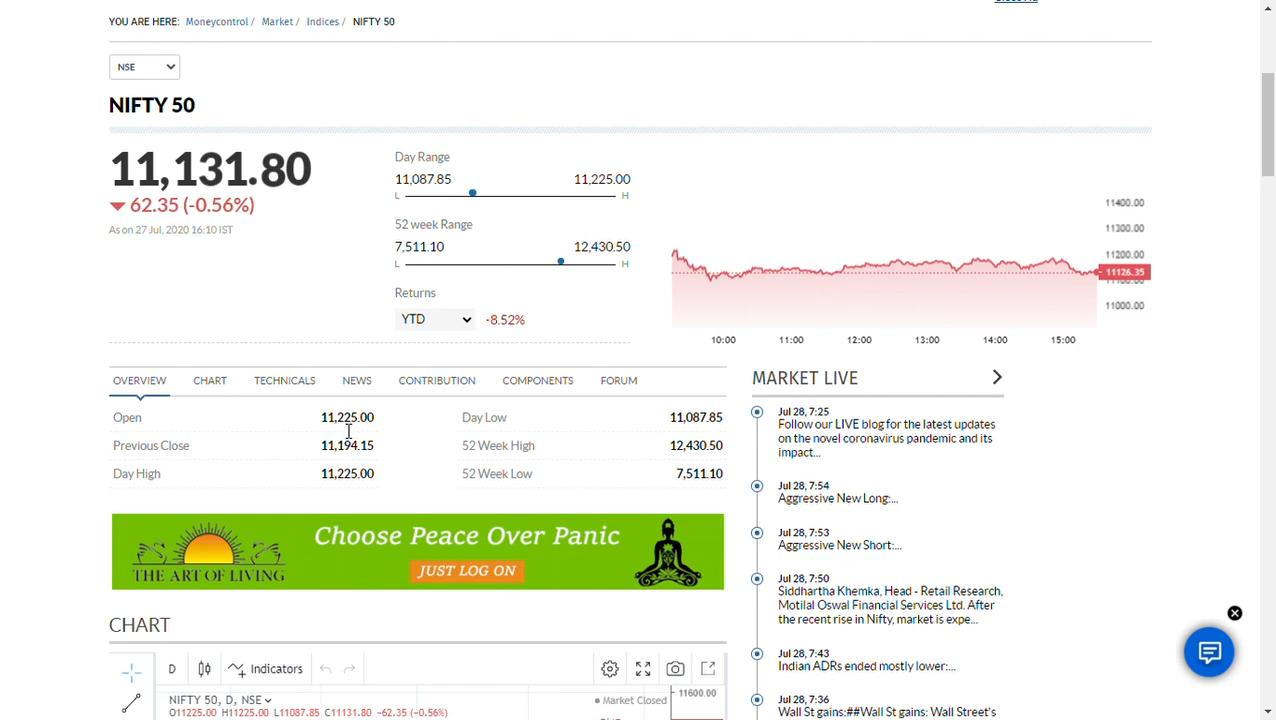 YOU ARE HERE: Moneycontrol / Market / Indices / NIFTY 50
NSE
NIFTY 50
11,131.80
62.35 (-0.56%)
As on 27 Jul, 2020 16:10 IST
Day Range
11,087.85 11,225.00
L H
52 week Range
7,511.10 12,430.50
L H
Returns
YTD -8.52%
11400.00
11300.00
11200.00
11126.35
11000.00
10:00 11:00 12:00 13:00 14:00 15:00
OVERVIEW CHART TECHNICALS NEWS CONTRIBUTION COMPONENTS FORUM
Open 11,225.00 Day Low 11,087.85
Previous Close 11,194.15 52 Week High 12,430.50
Day High 11,225.00 52 Week Low 7,511.10
THE ART OF LIVING
Choose Peace Over Panic
JUST LOG ON
MARKET LIVE
Jul 28, 7:25
Follow our LIVE blog for the latest updates
on the novel coronavirus pandemic and its
impact...
Jul 28, 7:54
Aggressive New Long:...
Jul 28, 7:53
Aggressive New Short:...
Jul 28, 7:50
Siddhartha Khemka, Head - Retail Research,
Motilal Oswal Financial Services Ltd. After
the recent rise in Nifty, market is expe...
Jul 28, 7:43
Indian ADRs ended mostly lower:...
Jul 28, 7:36
Wall St gains:##Wall St gains: Wall Street's
CHART
D Indicators
NIFTY 50, D, NSE
Market Closed
11600.00
O11225.00 H11225.00 L11087.85 C11131.80 -62.35 (-0.56%)